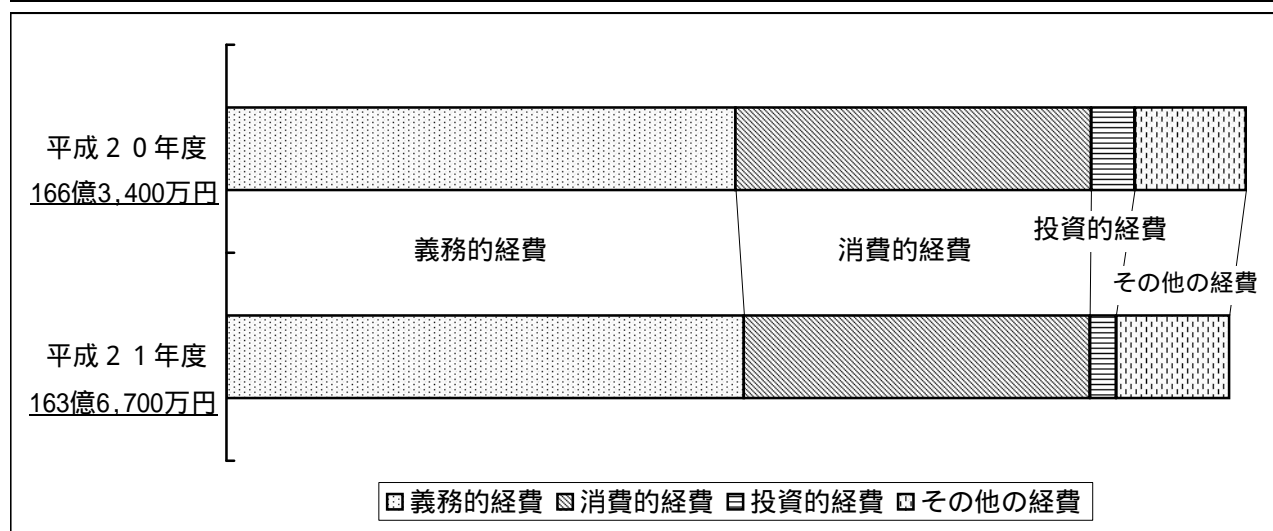 平成２０年度
166億3,400万円
義務的経費
消費的経費
投資的経費
その他の経費
平成２１年度
163億6,700万円
義務的経費 消費的経費 投資的経費 その他の経費